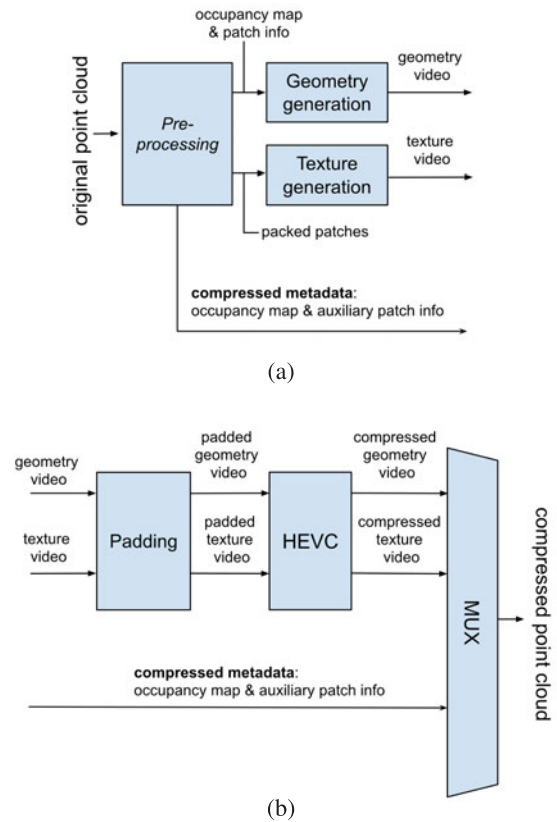 occupancy map
& patch info
original point cloud
Pre-
processing
Geometry
generation
geometry
video
Texture
generation
texture
video
packed patches
compressed metadata:
occupancy map & auxiliary patch info
(a)
geometry
video
texture
video
Padding
padded
geometry
video
padded
texture
video
HEVC
compressed
geometry
video
compressed
texture
video
MUX
compressed point cloud
compressed metadata:
occupancy map & auxiliary patch info
(b)